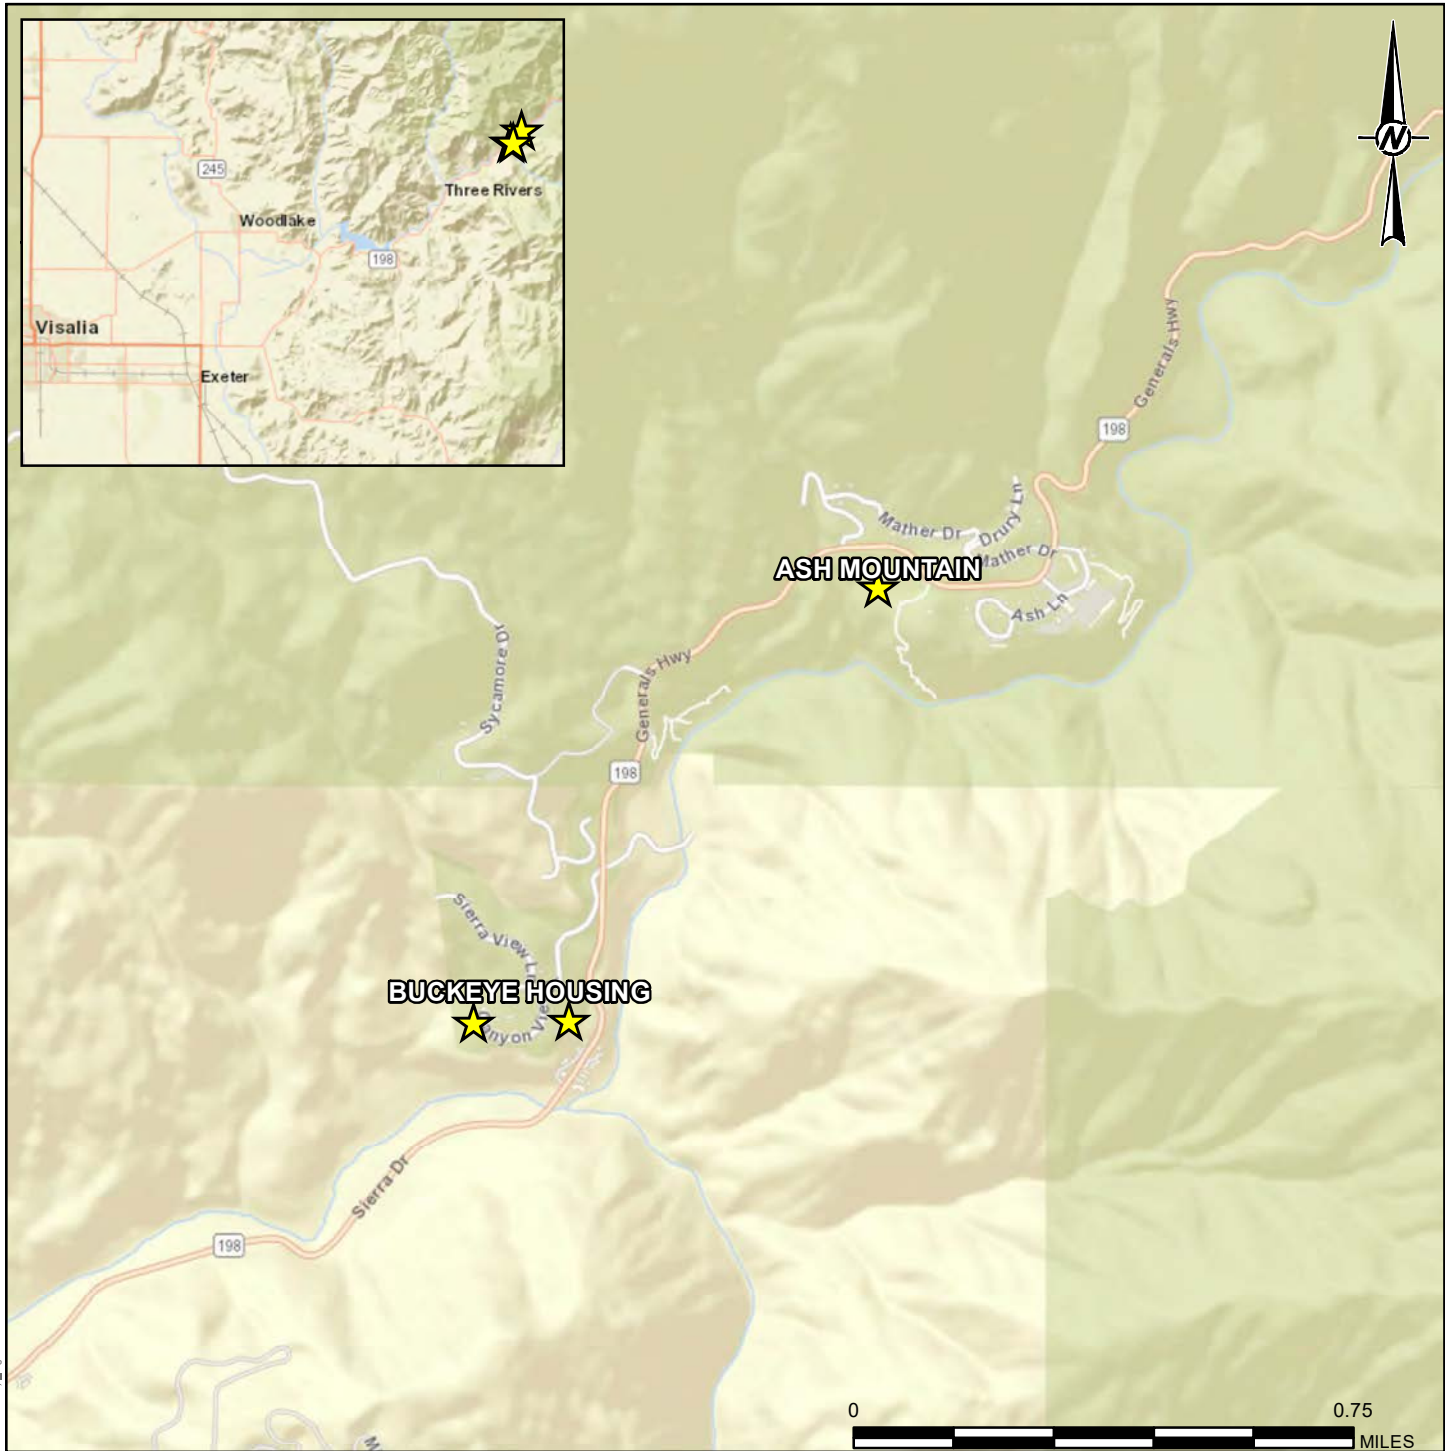 N
245
Three Rivers
Woodlake
198
Visalia
Exeter
Generals Hwy
198
Mather Dr
Drury Ln
Mather Dr
ASH MOUNTAIN
Ash Ln
Sycamore Dr
Generals Hwy
198
Sierra View Ln
BUCKEYE HOUSING
Sierra Dr
198
0
0.75
MILES